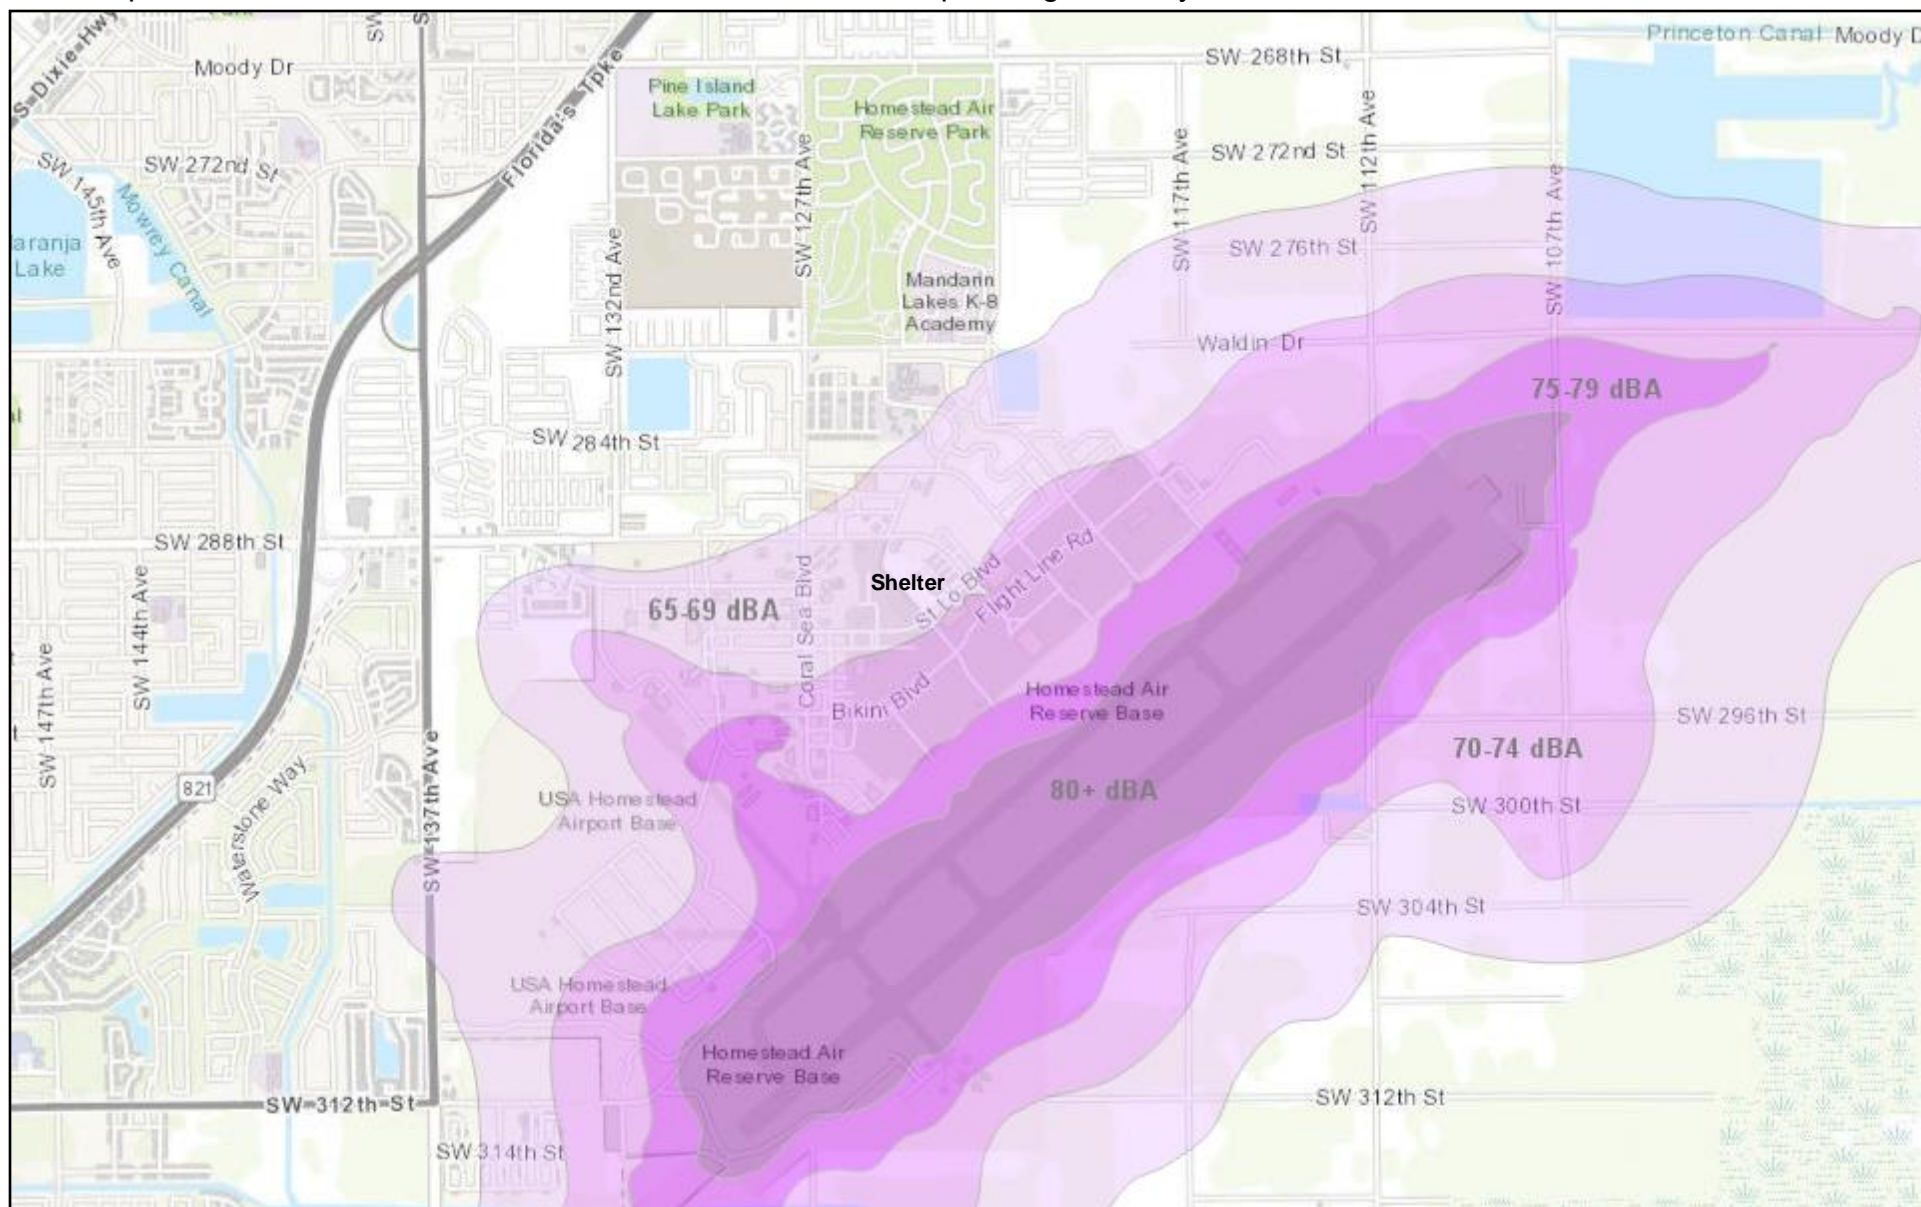 SW 268th St
Princeton Canal
Moody D
Moody Dr
S Dixie Hwy
SW
S
Florida's Tpke
Pine Island
Lake Park
Homestead Air
Reserve Park
SW 127th Ave
SW 117th Ave
SW 112th Ave
SW 107th Ave
SW 272nd St
SW 272nd St
SW 145th Ave
Mowrey Canal
aranja
Lake
SW 132nd Ave
SW 276th St
Mandarin
Lakes K-8
Academy
Waldin Dr
75-79 dBA
SW 284th St
SW 288th St
Shelter
65-69 dBA
Coral Sea Blvd
St Lo Blvd
Flight Line Rd
Bikini Blvd
SW 144th Ave
SW 147th Ave
Homestead Air
Reserve Base
SW 296th St
70-74 dBA
80+ dBA
SW 300th St
821
Waterstone Way
SW 137th Ave
USA Homestead
Airport Base
SW 304th St
USA Homestead
Airport Base
Homestead Air
Reserve Base
SW 312th St
SW 312th St
SW 314th St